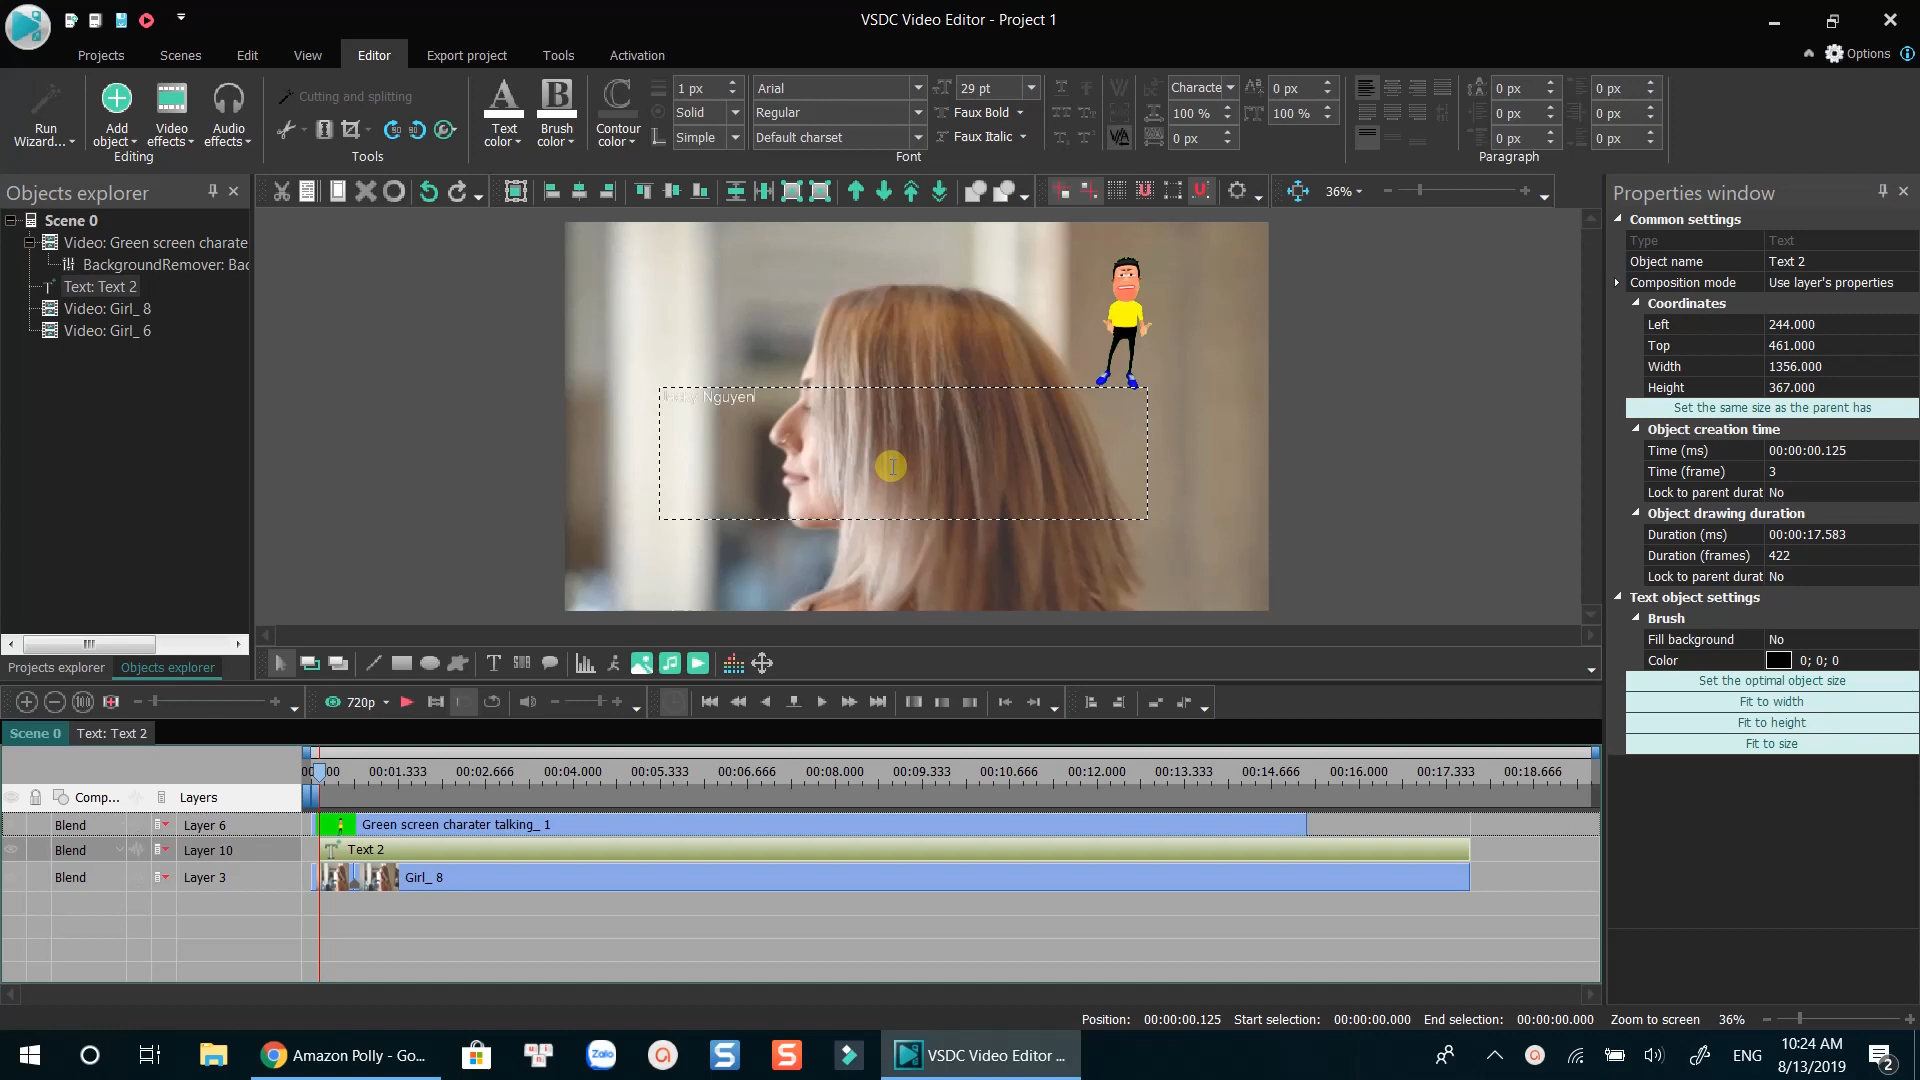 VSDC Video Editor - Project 1
Projects
Scenes
Edit
View
Editor
Export project
Tools
Activation
Options
Run Wizard...
Add object
Video effects
Audio effects
Editing
Cutting and splitting
Tools
Text color
Brush color
Contour color
1 px
Solid
Simple
Arial
Regular
Default charset
29 pt
Faux Bold
Faux Italic
Font
Characte
0 px
100 %
100 %
0 px
0 px
0 px
0 px
0 px
0 px
0 px
0 px
Paragraph
Objects explorer
Scene 0
Video: Green screen charate
BackgroundRemover: Bac
Text: Text 2
Video: Girl_ 8
Video: Girl_ 6
Projects explorer
Objects explorer
36%
Nguyen
Properties window
Common settings
Type Text
Object name Text 2
Composition mode Use layer's properties
Coordinates
Left 244.000
Top 461.000
Width 1356.000
Height 367.000
Set the same size as the parent has
Object creation time
Time (ms) 00:00:00.125
Time (frame) 3
Lock to parent durat No
Object drawing duration
Duration (ms) 00:00:17.583
Duration (frames) 422
Lock to parent durat No
Text object settings
Brush
Fill background No
Color 0; 0; 0
Set the optimal object size
Fit to width
Fit to height
Fit to size
720p
Scene 0
Text: Text 2
00:01.333 00:02.666 00:04.000 00:05.333 00:06.666 00:08.000 00:09.333 00:10.666 00:12.000 00:13.333 00:14.666 00:16.000 00:17.333 00:18.666
Comp... Layers
Blend Layer 6 Green screen charater talking_ 1
Blend Layer 10 Text 2
Blend Layer 3 Girl_ 8
Position: 00:00:00.125 Start selection: 00:00:00.000 End selection: 00:00:00.000 Zoom to screen 36%
Amazon Polly - Go...
Zalo
VSDC Video Editor ...
ENG
10:24 AM
8/13/2019
2